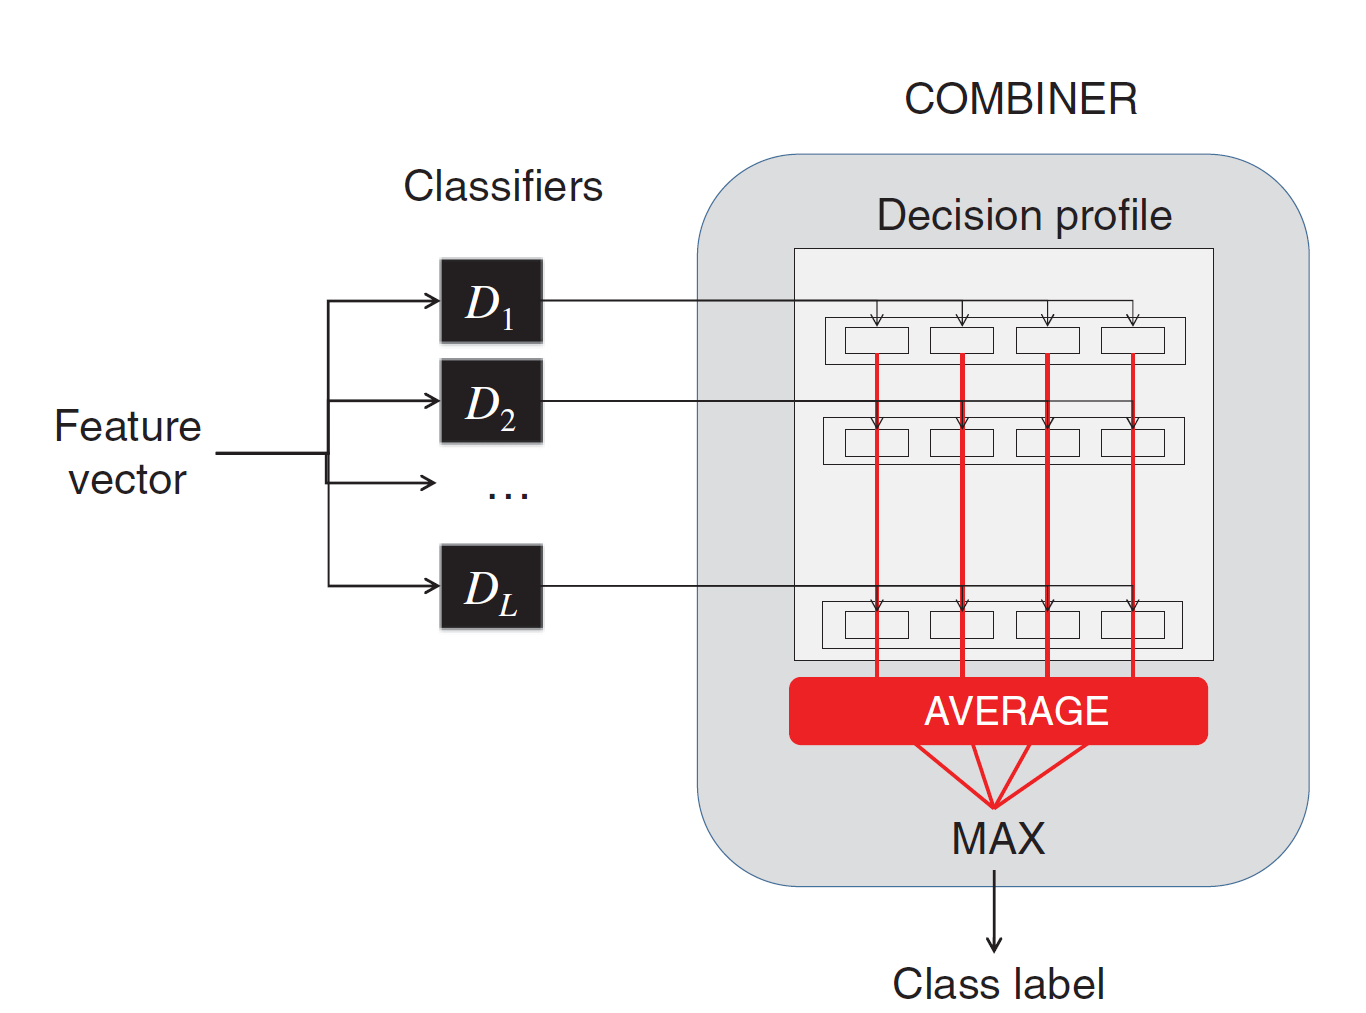 COMBINER
Classifiers
Decision profile
D1
D2
Feature
vector
...
DL
AVERAGE
MAX
Class label